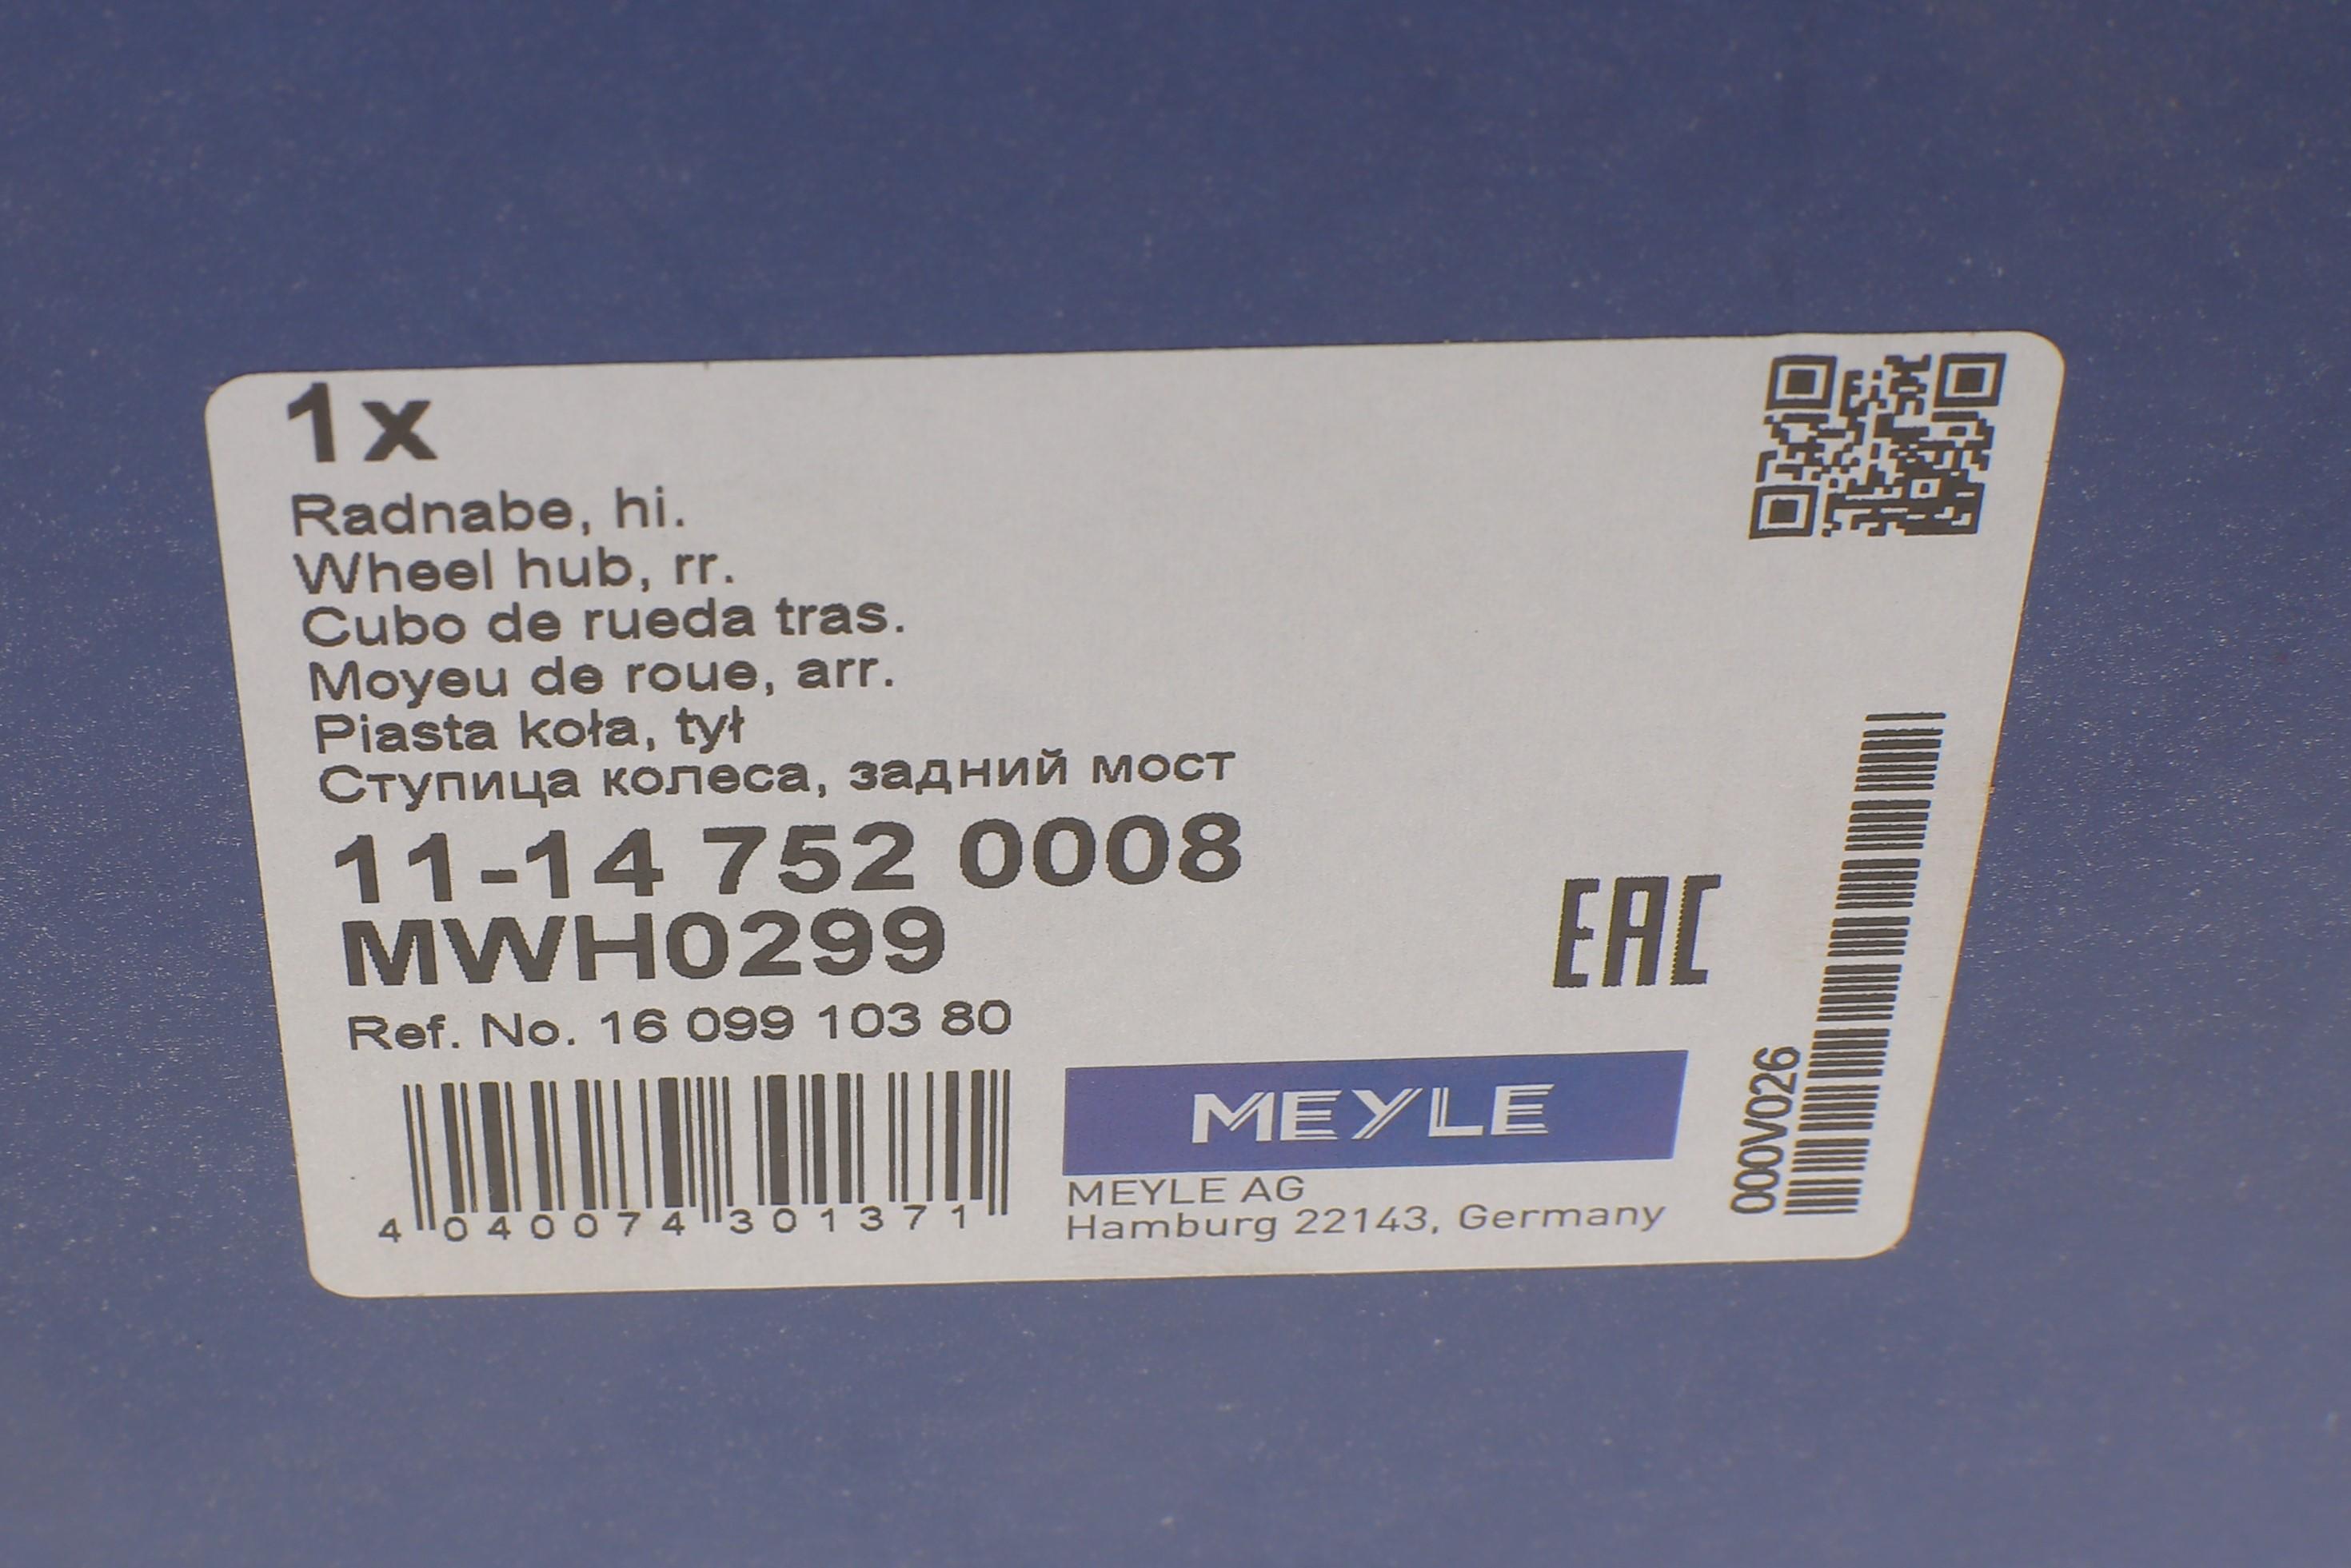 1x
Radnabe, hi.
Wheel hub, rr.
Cubo de rueda tras.
Moyeu de roue, arr.
Piasta koła, tył
Ступица колеса, задний мост
11-14 752 0008
MWH0299
Ref. No. 16 099 103 80
EAC
MEYLE
MEYLE AG
Hamburg 22143, Germany
4 040074 301371
000V026